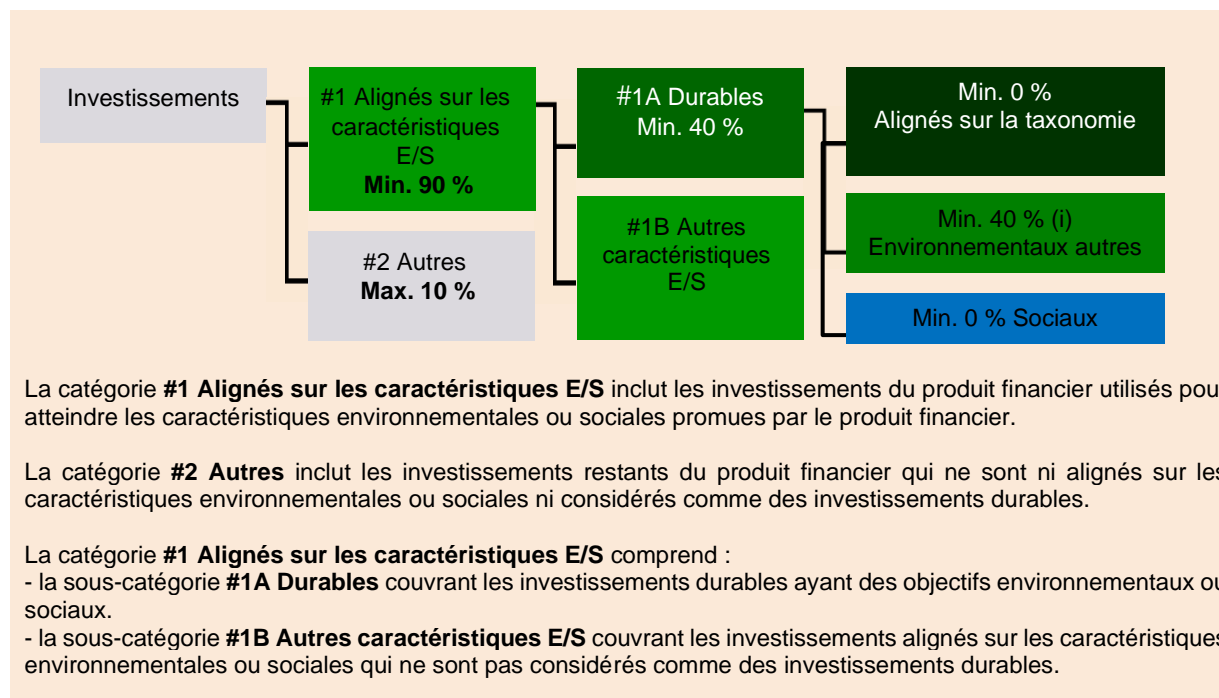 Investissements
#1 Alignés sur les
caractéristiques
E/S
Min. 90 %
#2 Autres
Max. 10 %
#1A Durables
Min. 40 %
#1B Autres
caractéristiques
E/S
Min. 0 %
Alignés sur la taxonomie
Min. 40 % (i)
Environnementaux autres
Min. 0 % Sociaux
La catégorie #1 Alignés sur les caractéristiques E/S inclut les investissements du produit financier utilisés pou
atteindre les caractéristiques environnementales ou sociales promues par le produit financier.
La catégorie #2 Autres inclut les investissements restants du produit financier qui ne sont ni alignés sur les
caractéristiques environnementales ou sociales ni considérés comme des investissements durables.
La catégorie #1 Alignés sur les caractéristiques E/S comprend :
- la sous-catégorie #1A Durables couvrant les investissements durables ayant des objectifs environnementaux ou
sociaux.
- la sous-catégorie #1B Autres caractéristiques E/S couvrant les investissements alignés sur les caractéristiques
environnementales ou sociales qui ne sont pas considérés comme des investissements durables.